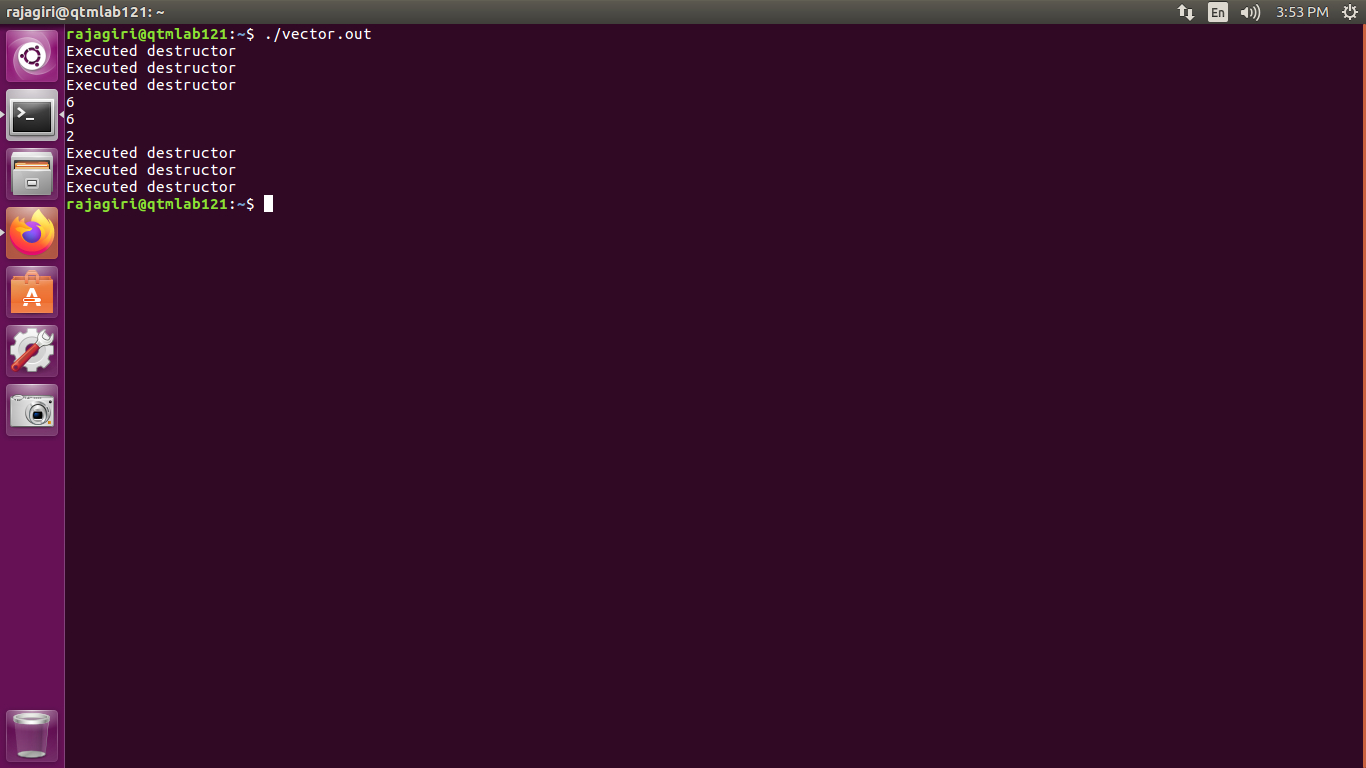 rajagiri@qtmlab121: ~
En
3:53 PM
rajagiri@qtmlab121:~$ ./vector.out
Executed destructor
Executed destructor
Executed destructor
6
6
2
Executed destructor
Executed destructor
Executed destructor
rajagiri@qtmlab121:~$
>_
A